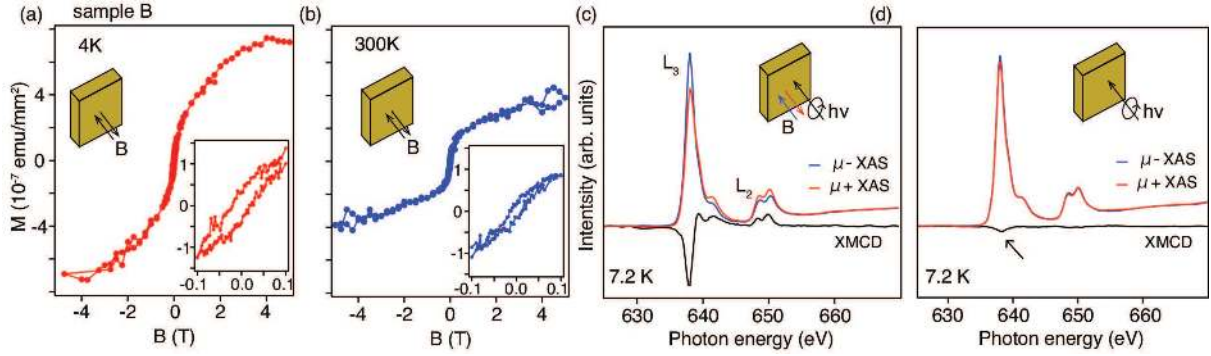 (a) sample B
4K
B
M (10⁻⁷ emu/mm²)
8
4
0
-4
-4 -2 0 2 4
B (T)
1
0
-1
-0.1 0.0 0.1
(b)
300K
B
-4 -2 0 2 4
B (T)
1
0
-1
-0.1 0.0 0.1
(c)
L₃
L₂
B
hν
μ- XAS
μ+ XAS
XMCD
7.2 K
Intenistiy (arb. units)
630 640 650 660
Photon energy (eV)
(d)
hν
μ- XAS
μ+ XAS
XMCD
7.2 K
630 640 650 660
Photon energy (eV)